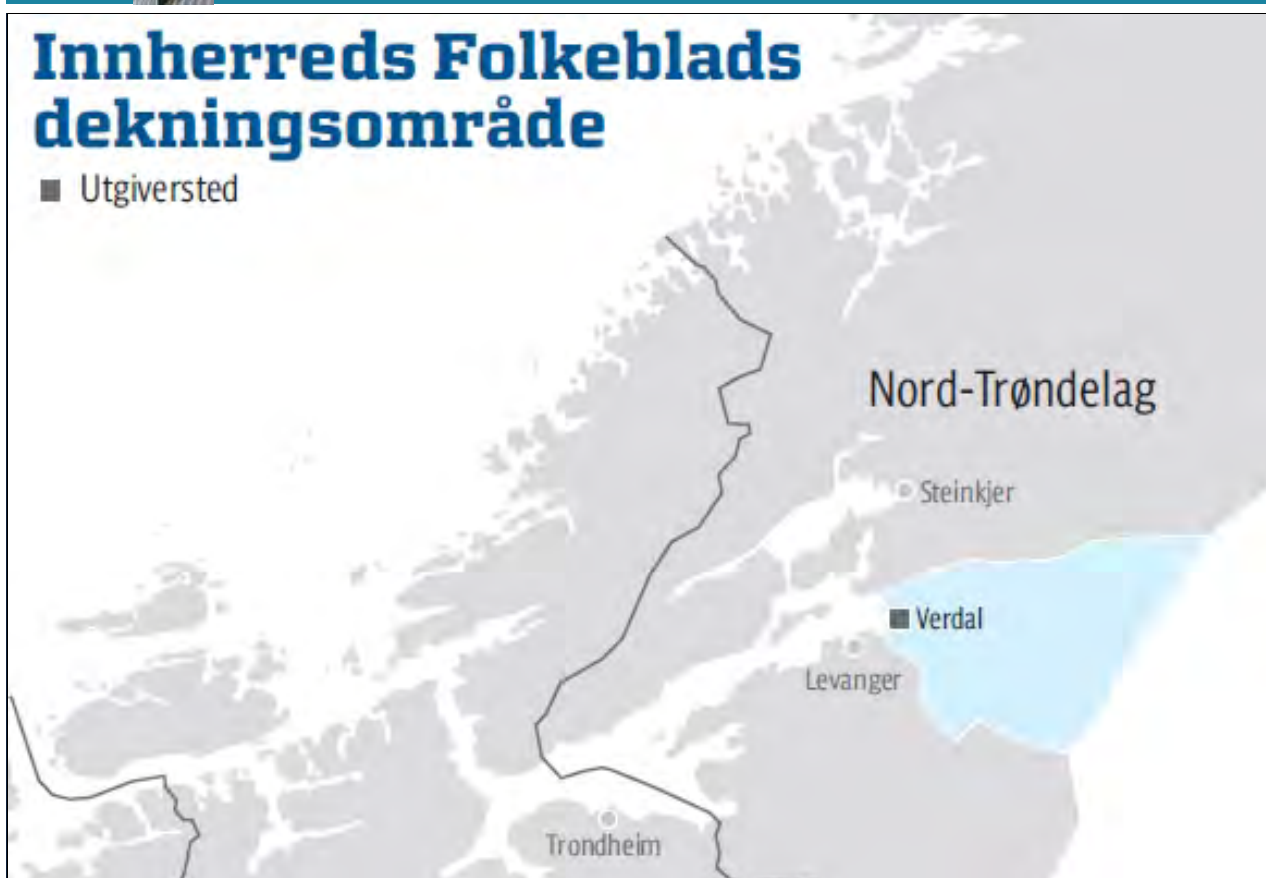 Innherreds Folkeblads
dekningsområde
Utgiversted
Nord-Trøndelag
Steinkjer
Verdal
Levanger
Trondheim